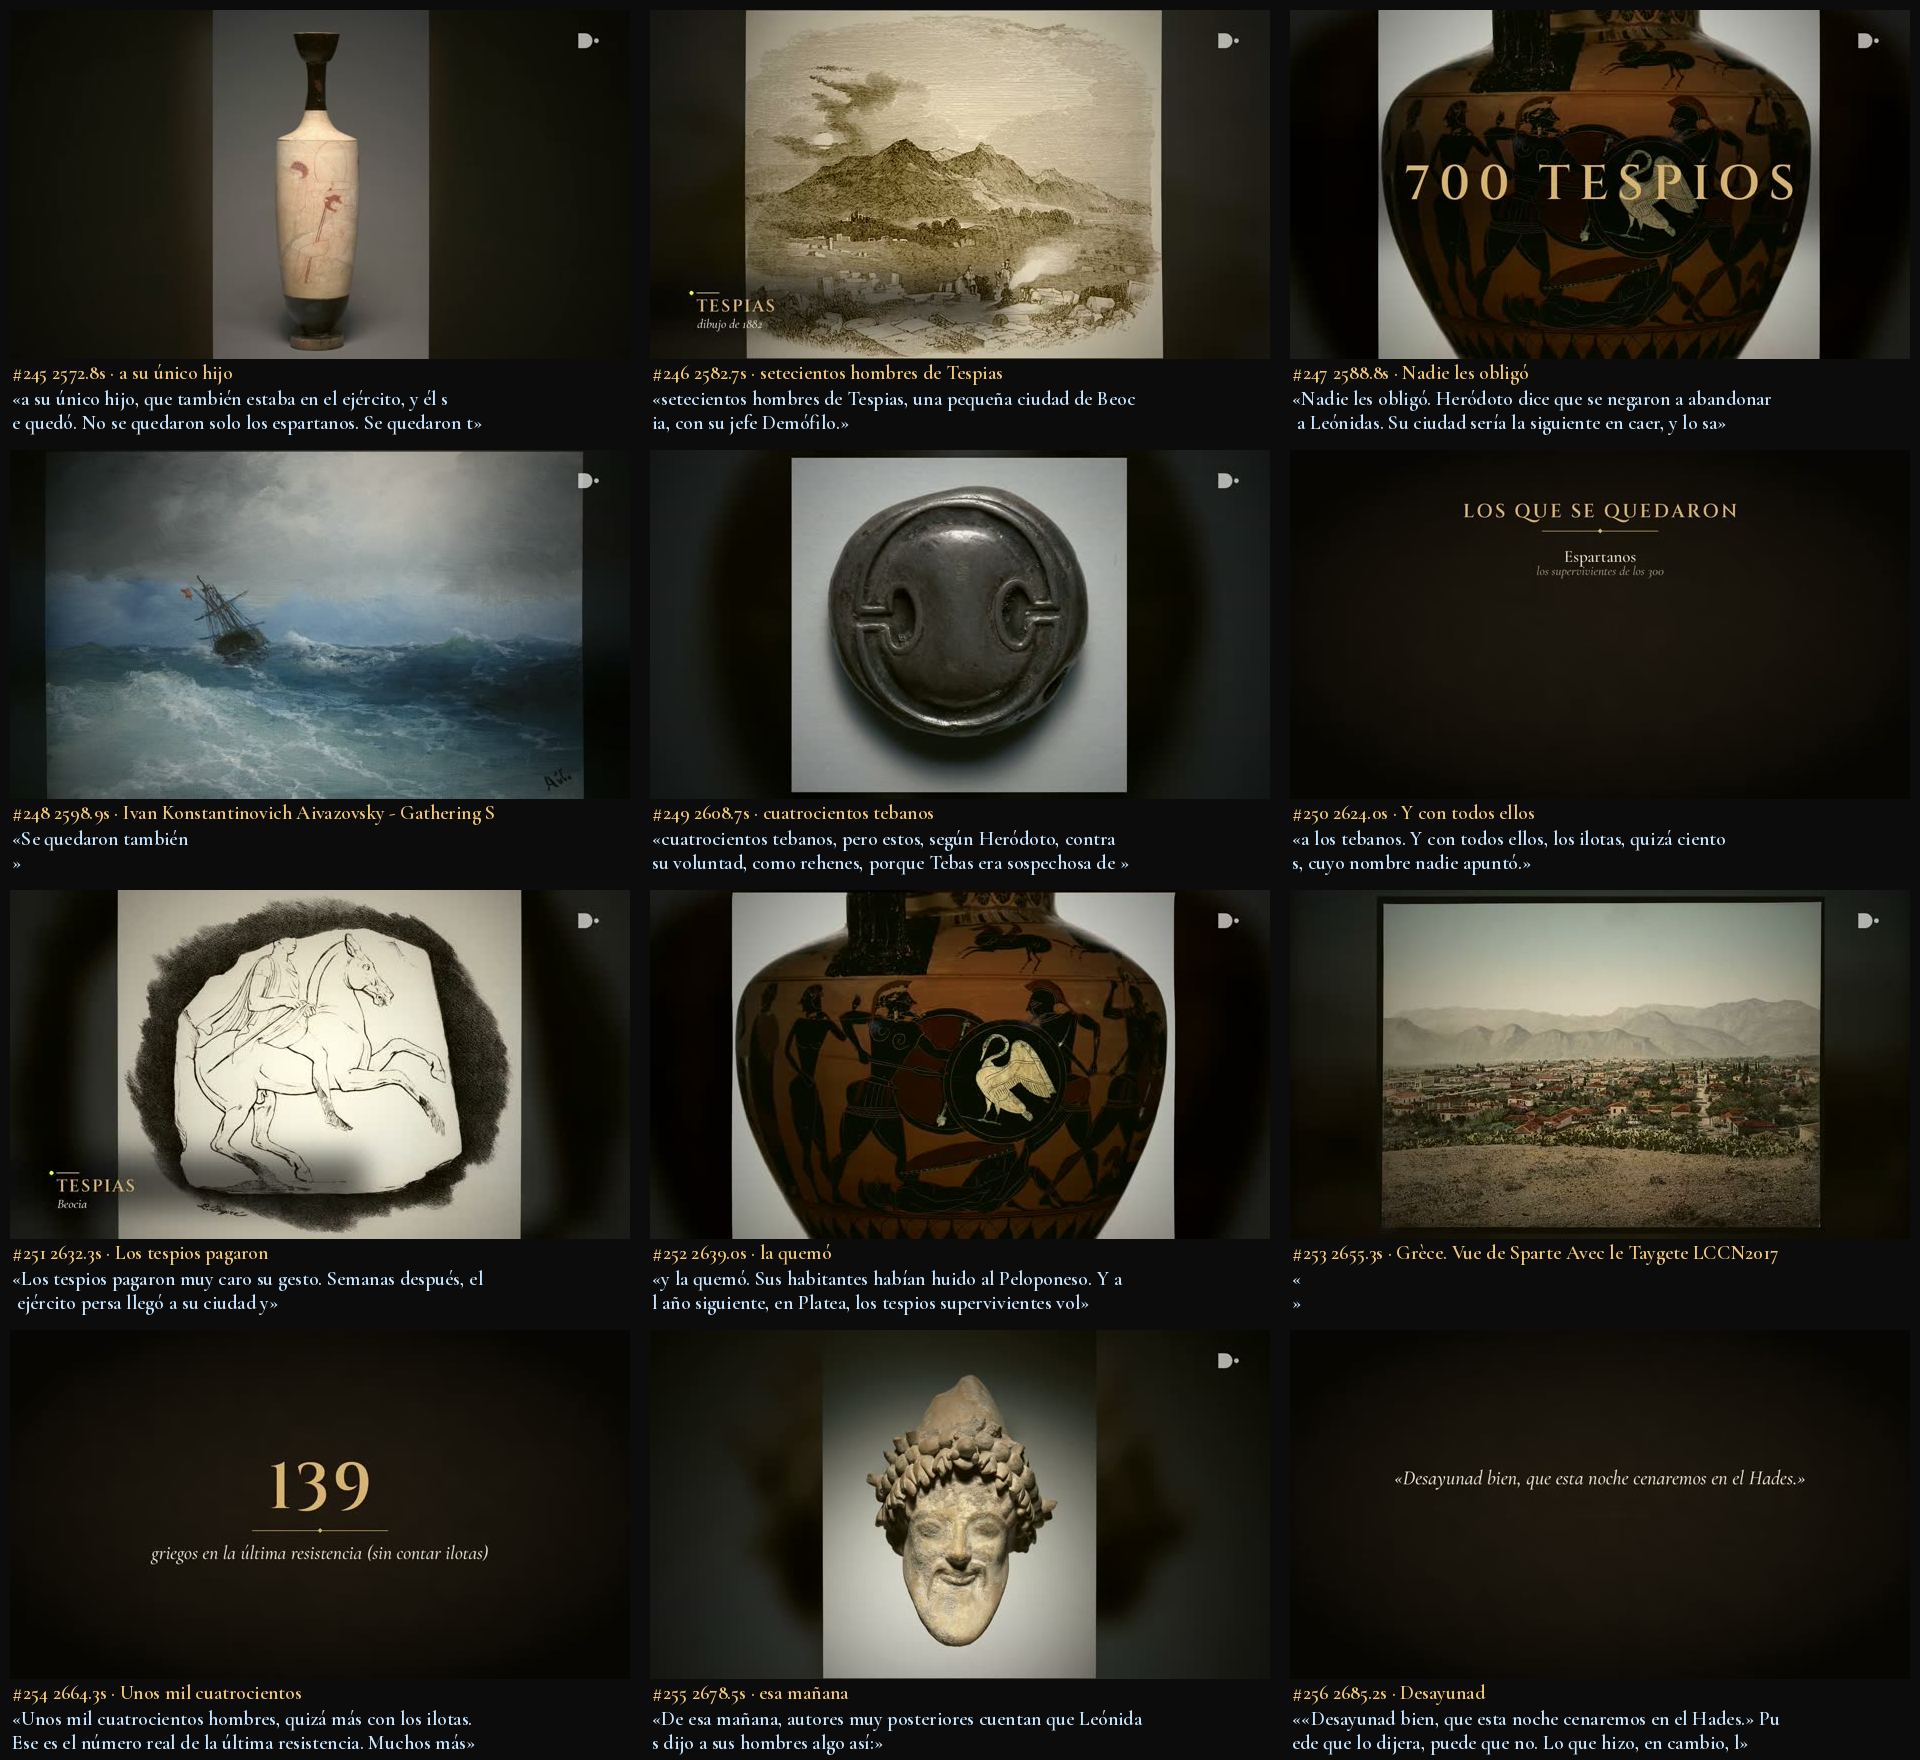 TESPIAS
dibujo de 1882
700 TESPIOS
#245 2572.8s · a su único hijo
«a su único hijo, que también estaba en el ejército, y él s
e quedó. No se quedaron solo los espartanos. Se quedaron t»
#246 2582.7s · setecientos hombres de Tespias
«setecientos hombres de Tespias, una pequeña ciudad de Beoc
ia, con su jefe Demófilo.»
#247 2588.8s · Nadie les obligó
«Nadie les obligó. Heródoto dice que se negaron a abandonar
a Leónidas. Su ciudad sería la siguiente en caer, y lo sa»
LOS QUE SE QUEDARON
Espartanos
los supervivientes de los 300
#248 2598.9s · Ivan Konstantinovich Aivazovsky - Gathering S
«Se quedaron también
»
#249 2608.7s · cuatrocientos tebanos
«cuatrocientos tebanos, pero estos, según Heródoto, contra
su voluntad, como rehenes, porque Tebas era sospechosa de »
#250 2624.0s · Y con todos ellos
«a los tebanos. Y con todos ellos, los ilotas, quizá ciento
s, cuyo nombre nadie apuntó.»
TESPIAS
Beocia
#251 2632.3s · Los tespios pagaron
«Los tespios pagaron muy caro su gesto. Semanas después, el
ejército persa llegó a su ciudad y»
#252 2639.0s · la quemó
«y la quemó. Sus habitantes habían huido al Peloponeso. Y a
l año siguiente, en Platea, los tespios supervivientes vol»
#253 2655.3s · Grèce. Vue de Sparte Avec le Taygete LCCN2017
«
»
139
griegos en la última resistencia (sin contar ilotas)
«Desayunad bien, que esta noche cenaremos en el Hades.»
#254 2664.3s · Unos mil cuatrocientos
«Unos mil cuatrocientos hombres, quizá más con los ilotas.
Ese es el número real de la última resistencia. Muchos más»
#255 2678.5s · esa mañana
«De esa mañana, autores muy posteriores cuentan que Leónida
s dijo a sus hombres algo así:»
#256 2685.2s · Desayunad
««Desayunad bien, que esta noche cenaremos en el Hades.» Pu
ede que lo dijera, puede que no. Lo que hizo, en cambio, l»